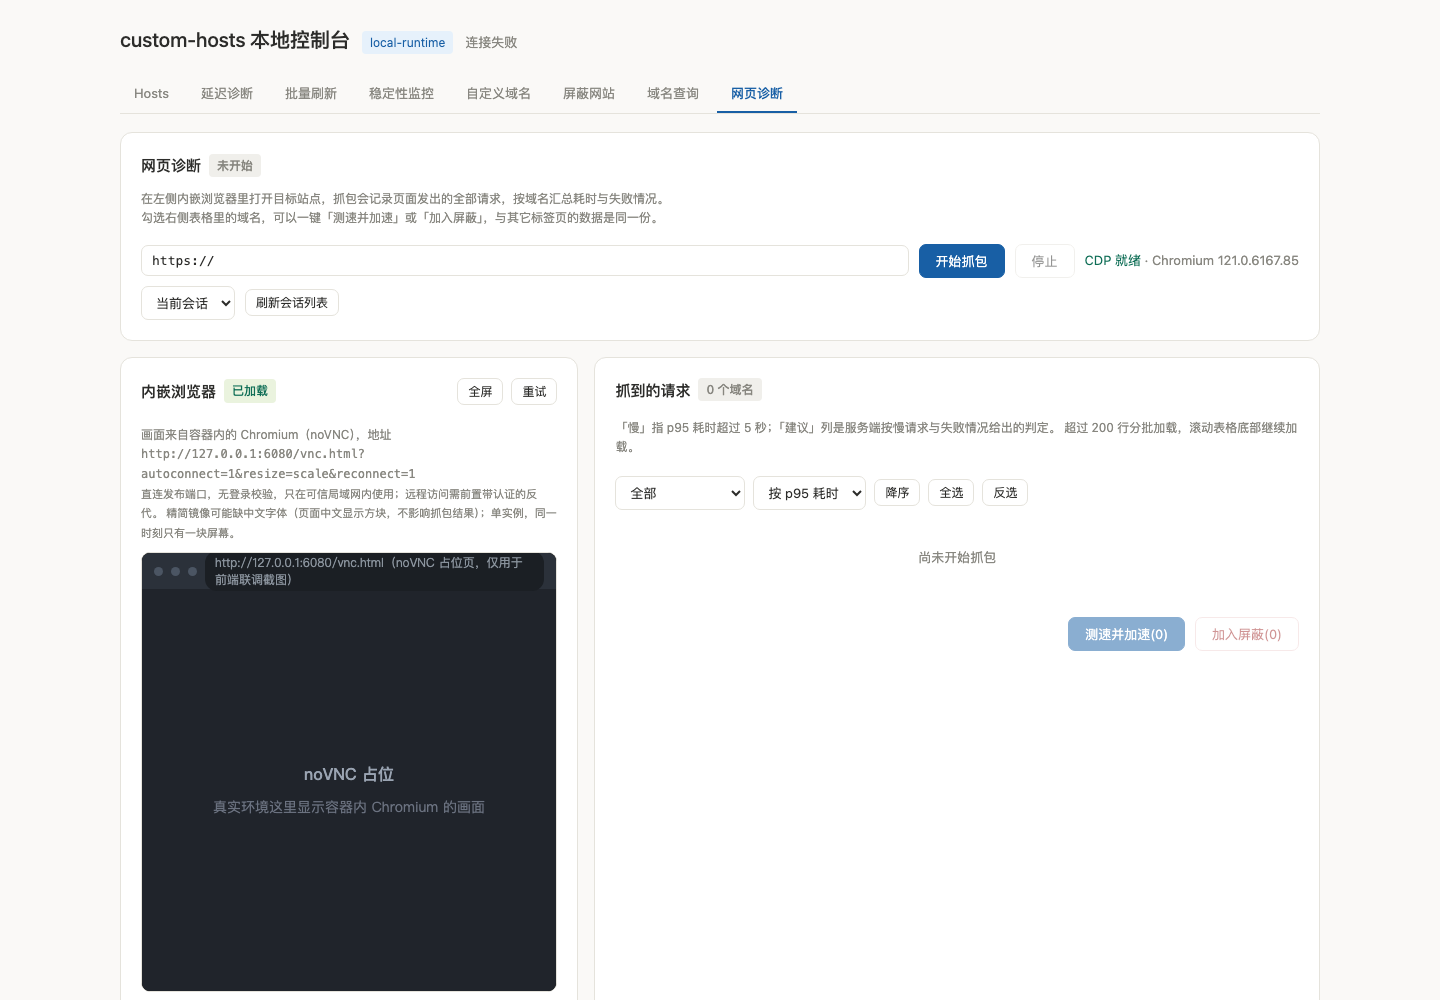 custom-hosts 本地控制台 local-runtime 连接失败
Hosts 延迟诊断 批量刷新 稳定性监控 自定义域名 屏蔽网站 域名查询 网页诊断
网页诊断 未开始
在左侧内嵌浏览器里打开目标站点，抓包会记录页面发出的全部请求，按域名汇总耗时与失败情况。
勾选右侧表格里的域名，可以一键「测速并加速」或「加入屏蔽」，与其它标签页的数据是同一份。
https:// 开始抓包 停止 CDP 就绪 · Chromium 121.0.6167.85
当前会话 刷新会话列表
内嵌浏览器 已加载 全屏 重试
画面来自容器内的 Chromium（noVNC），地址
http://127.0.0.1:6080/vnc.html?
autoconnect=1&resize=scale&reconnect=1
直连发布端口，无登录校验，只在可信局域网内使用；远程访问需前置带认证的反
代。 精简镜像可能缺中文字体（页面中文显示方块，不影响抓包结果）；单实例，同一
时刻只有一块屏幕。
http://127.0.0.1:6080/vnc.html（noVNC 占位页，仅用于
前端联调截图）
noVNC 占位
真实环境这里显示容器内 Chromium 的画面
抓到的请求 0 个域名
「慢」指 p95 耗时超过 5 秒；「建议」列是服务端按慢请求与失败情况给出的判定。 超过 200 行分批加载，滚动表格底部继续加
载。
全部 按 p95 耗时 降序 全选 反选
尚未开始抓包
测速并加速(0) 加入屏蔽(0)